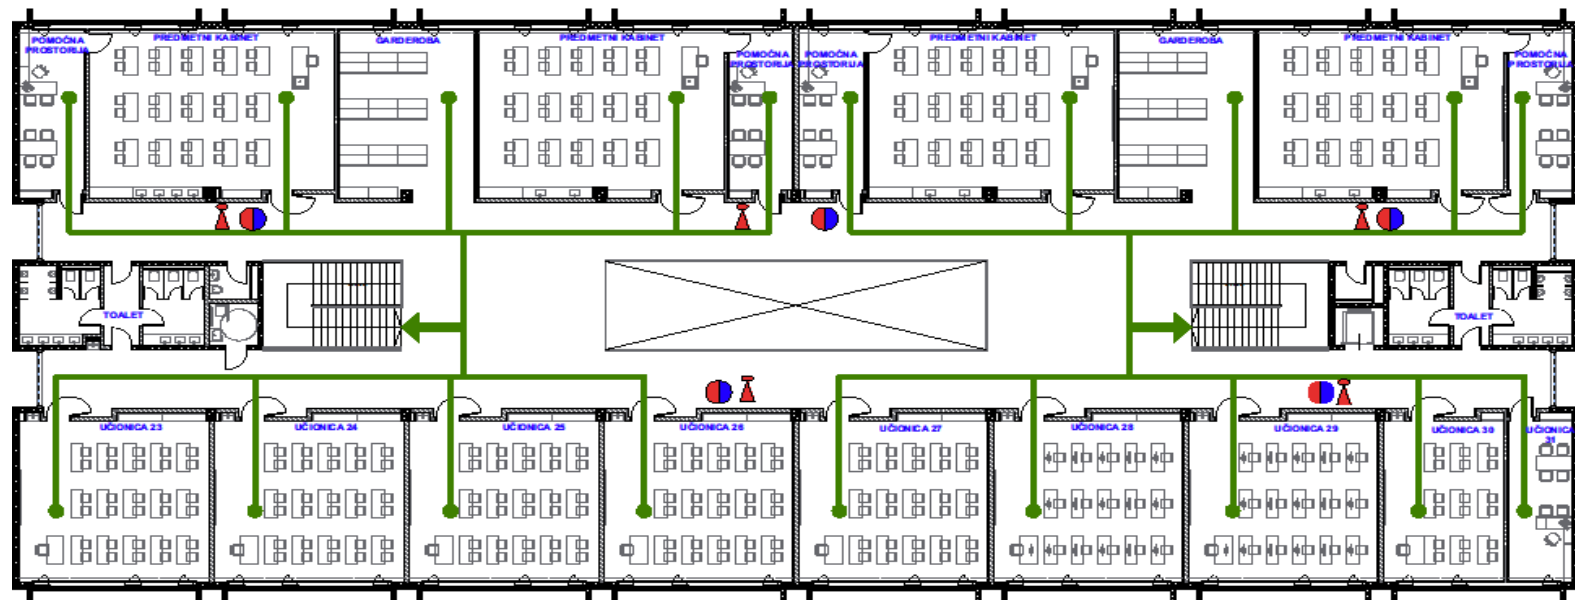 POMOĆNA
PROSTORIJA
PREDMETNI KABINET
GARDEROBA
PREDMETNI KABINET
POMOĆNA
PROSTORIJA
POMOĆNA
PROSTORIJA
PREDMETNI KABINET
GARDEROBA
PREDMETNI KABINET
POMOĆNA
PROSTORIJA
TOALET
TOALET
UČIONICA 23
UČIONICA 24
UČIONICA 25
UČIONICA 26
UČIONICA 27
UČIONICA 28
UČIONICA 29
UČIONICA 30
UČIONICA
31